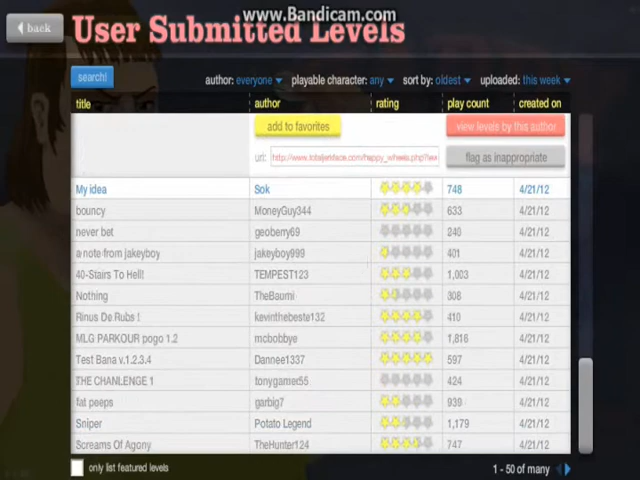 www.Bandicam.com
back
User Submitted Levels
search! author: everyone playable character: any sort by: oldest uploaded: this week
title author rating play count created on
add to favorites view levels by this author
url: http://www.totaljerkface.com/happy_wheels.php?lev flag as inappropriate
My idea Sok 748 4/21/12
bouncy MoneyGuy344 633 4/21/12
never bet geoberry69 240 4/21/12
a note from jakeyboy jakeyboy999 401 4/21/12
40-Stairs To Hell! TEMPEST123 1,003 4/21/12
Nothing TheBaumi 308 4/21/12
Rinus De Rubs ! kevinthebeste132 410 4/21/12
MLG PARKOUR pogo 1.2 mcbobbye 1,816 4/21/12
Test Bana v.1.2.3.4 Dannee1337 597 4/21/12
THE CHANLENGE 1 tonygamer55 424 4/21/12
fat peeps garbig7 939 4/21/12
Sniper Potato Legend 1,179 4/21/12
Screams Of Agony TheHunter124 747 4/21/12
only list featured levels 1 - 50 of many